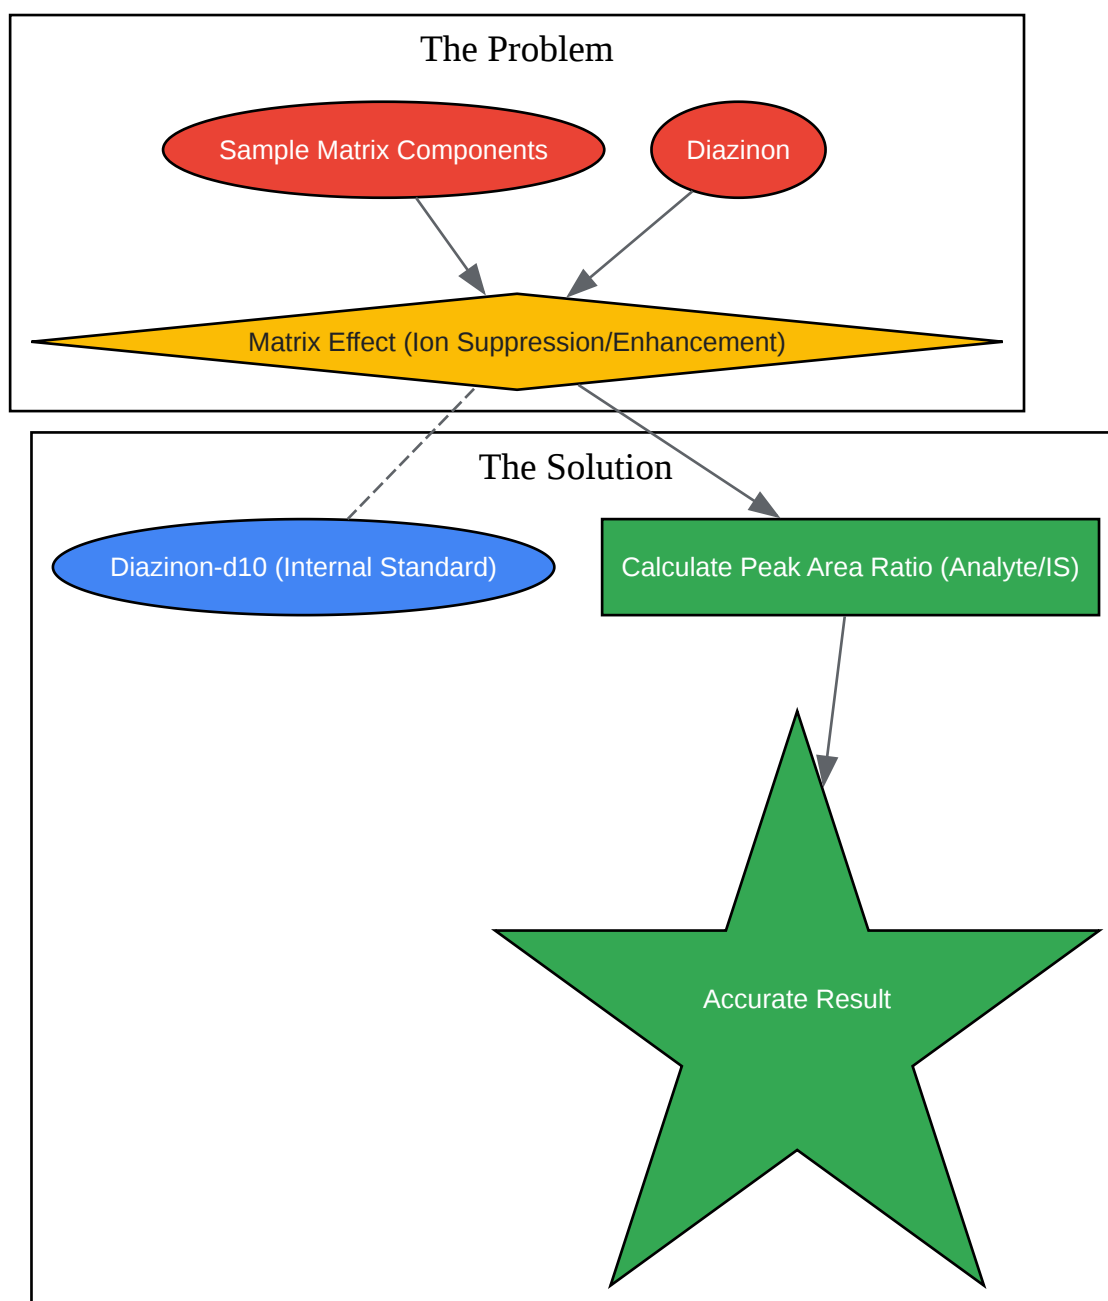 The Problem
Sample Matrix Components
Diazinon
Matrix Effect (Ion Suppression/Enhancement)
The Solution
Diazinon-d10 (Internal Standard)
Calculate Peak Area Ratio (Analyte/IS)
Accurate Result